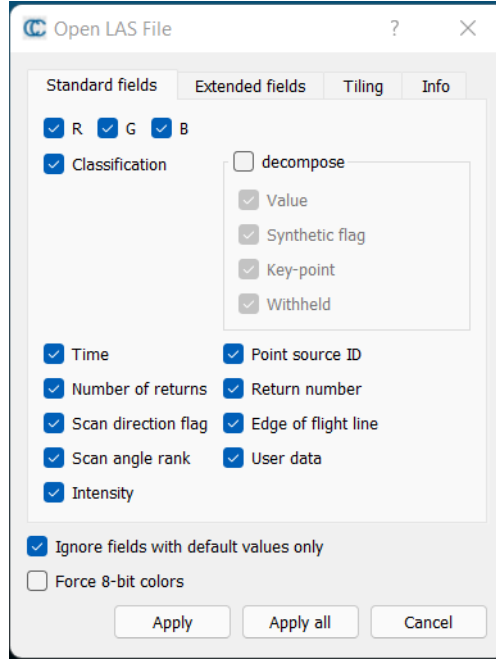 Open LAS File ?
Standard fields Extended fields Tiling Info
R G B
Classification decompose
Value
Synthetic flag
Key-point
Withheld
Time Point source ID
Number of returns Return number
Scan direction flag Edge of flight line
Scan angle rank User data
Intensity
Ignore fields with default values only
Force 8-bit colors
Apply Apply all Cancel